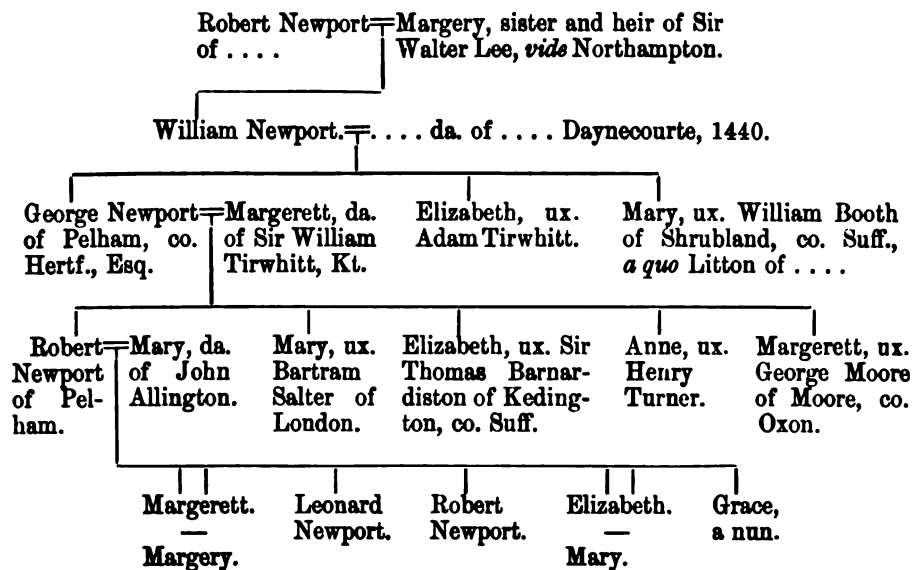 Robert Newport═Margery, sister and heir of Sir
of . . . . Walter Lee, vide Northampton.
William Newport.═. . . . da. of . . . . Daynecourte, 1440.
George Newport═Margerett, da.
of Pelham, co. of Sir William
Hertf., Esq. Tirwhitt, Kt.
Elizabeth, ux.
Adam Tirwhitt.
Mary, ux. William Booth
of Shrubland, co. Suff.,
a quo Litton of . . . .
Robert═Mary, da.
Newport of John
of Pel- Allington.
ham.
Mary, ux.
Bartram
Salter of
London.
Elizabeth, ux. Sir
Thomas Barnar-
diston of Keding-
ton, co. Suff.
Anne, ux.
Henry
Turner.
Margerett, ux.
George Moore
of Moore, co.
Oxon.
Margerett.
—
Margery.
Leonard
Newport.
Robert
Newport.
Elizabeth.
—
Mary.
Grace,
a nun.